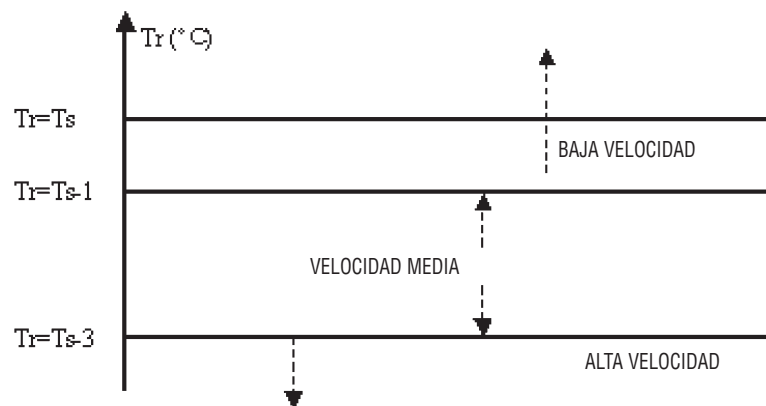 Tr (°C)
Tr=Ts
BAJA VELOCIDAD
Tr=Ts-1
VELOCIDAD MEDIA
Tr=Ts-3
ALTA VELOCIDAD